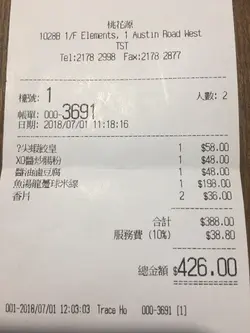 桃花源
1028B 1/F Elements, 1 Austin Road West
TST
Tel:2178 2998 Fax:2178 2877
檯號: 1 人數: 2
帳單: 000-3691
日期: 2018/07/01 11:18:16
?尖蝦餃皇 1 $58.00
XO醬炒腸粉 1 $48.00
醬油鹵豆腐 1 $48.00
魚湯龍躉球米線 1 $198.00
香片 2 $36.00
合計 $388.00
服務費 (10%) $38.80
總金額 $426.00
001-2018/07/01 12:03:03 Trace Ho 000-3691 [1]